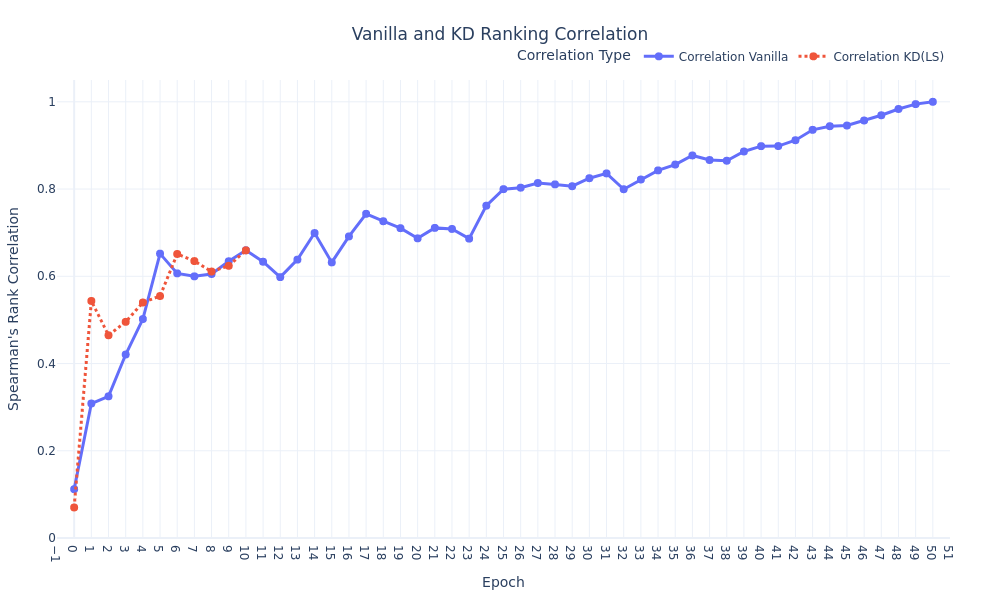 Vanilla and KD Ranking Correlation
Correlation Type Correlation Vanilla Correlation KD(LS)
Spearman's Rank Correlation
1
0.8
0.6
0.4
0.2
0
−1 0 1 2 3 4 5 6 7 8 9 10 11 12 13 14 15 16 17 18 19 20 21 22 23 24 25 26 27 28 29 30 31 32 33 34 35 36 37 38 39 40 41 42 43 44 45 46 47 48 49 50 51
Epoch